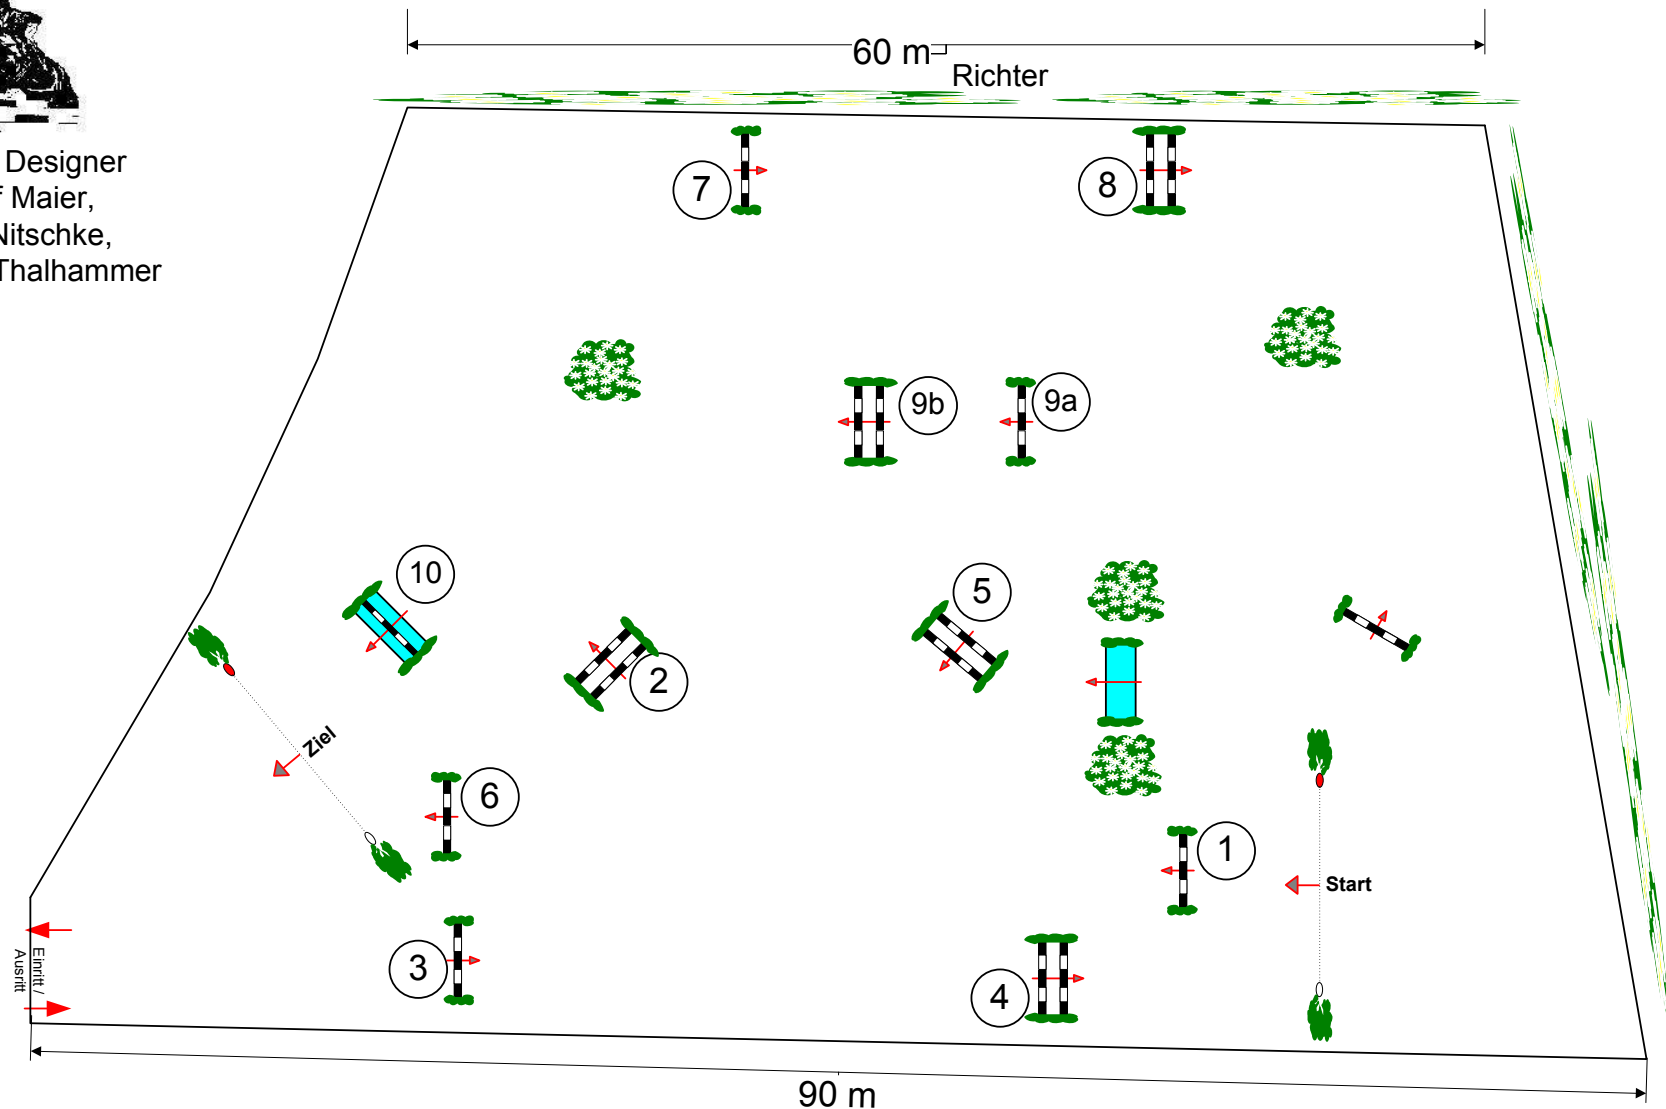 60 m
Richter
Designer
f Maier,
Nitschke,
Thalhammer
7
8
9b
9a
10
5
2
Ziel
6
1
Start
3
4
Einritt /
Ausritt
90 m